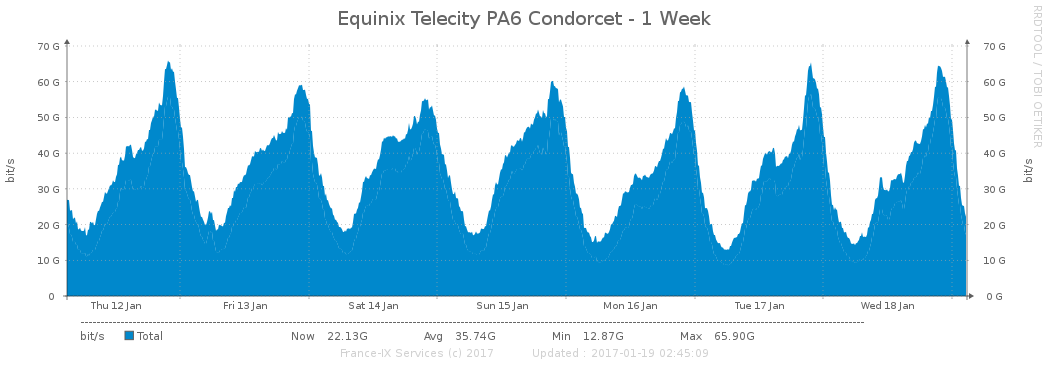 Equinix Telecity PA6 Condorcet - 1 Week
RRDTOOL / TOBI OETIKER
bit/s
70 G
60 G
50 G
40 G
30 G
20 G
10 G
0
70 G
60 G
50 G
40 G
30 G
20 G
10 G
0 G
bit/s
Thu 12 Jan Fri 13 Jan Sat 14 Jan Sun 15 Jan Mon 16 Jan Tue 17 Jan Wed 18 Jan
bit/s Total Now 22.13G Avg 35.74G Min 12.87G Max 65.90G
France-IX Services (c) 2017 Updated : 2017-01-19 02:45:09